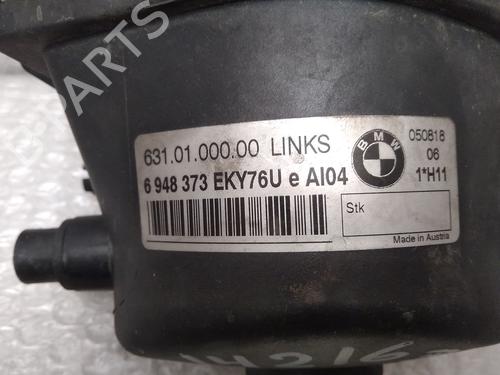 PARTS
631.01.000.00 LINKS
6 948 373 EKY76U e AI04
BMW
050818
06
1*H11
Stk
Made in Austria